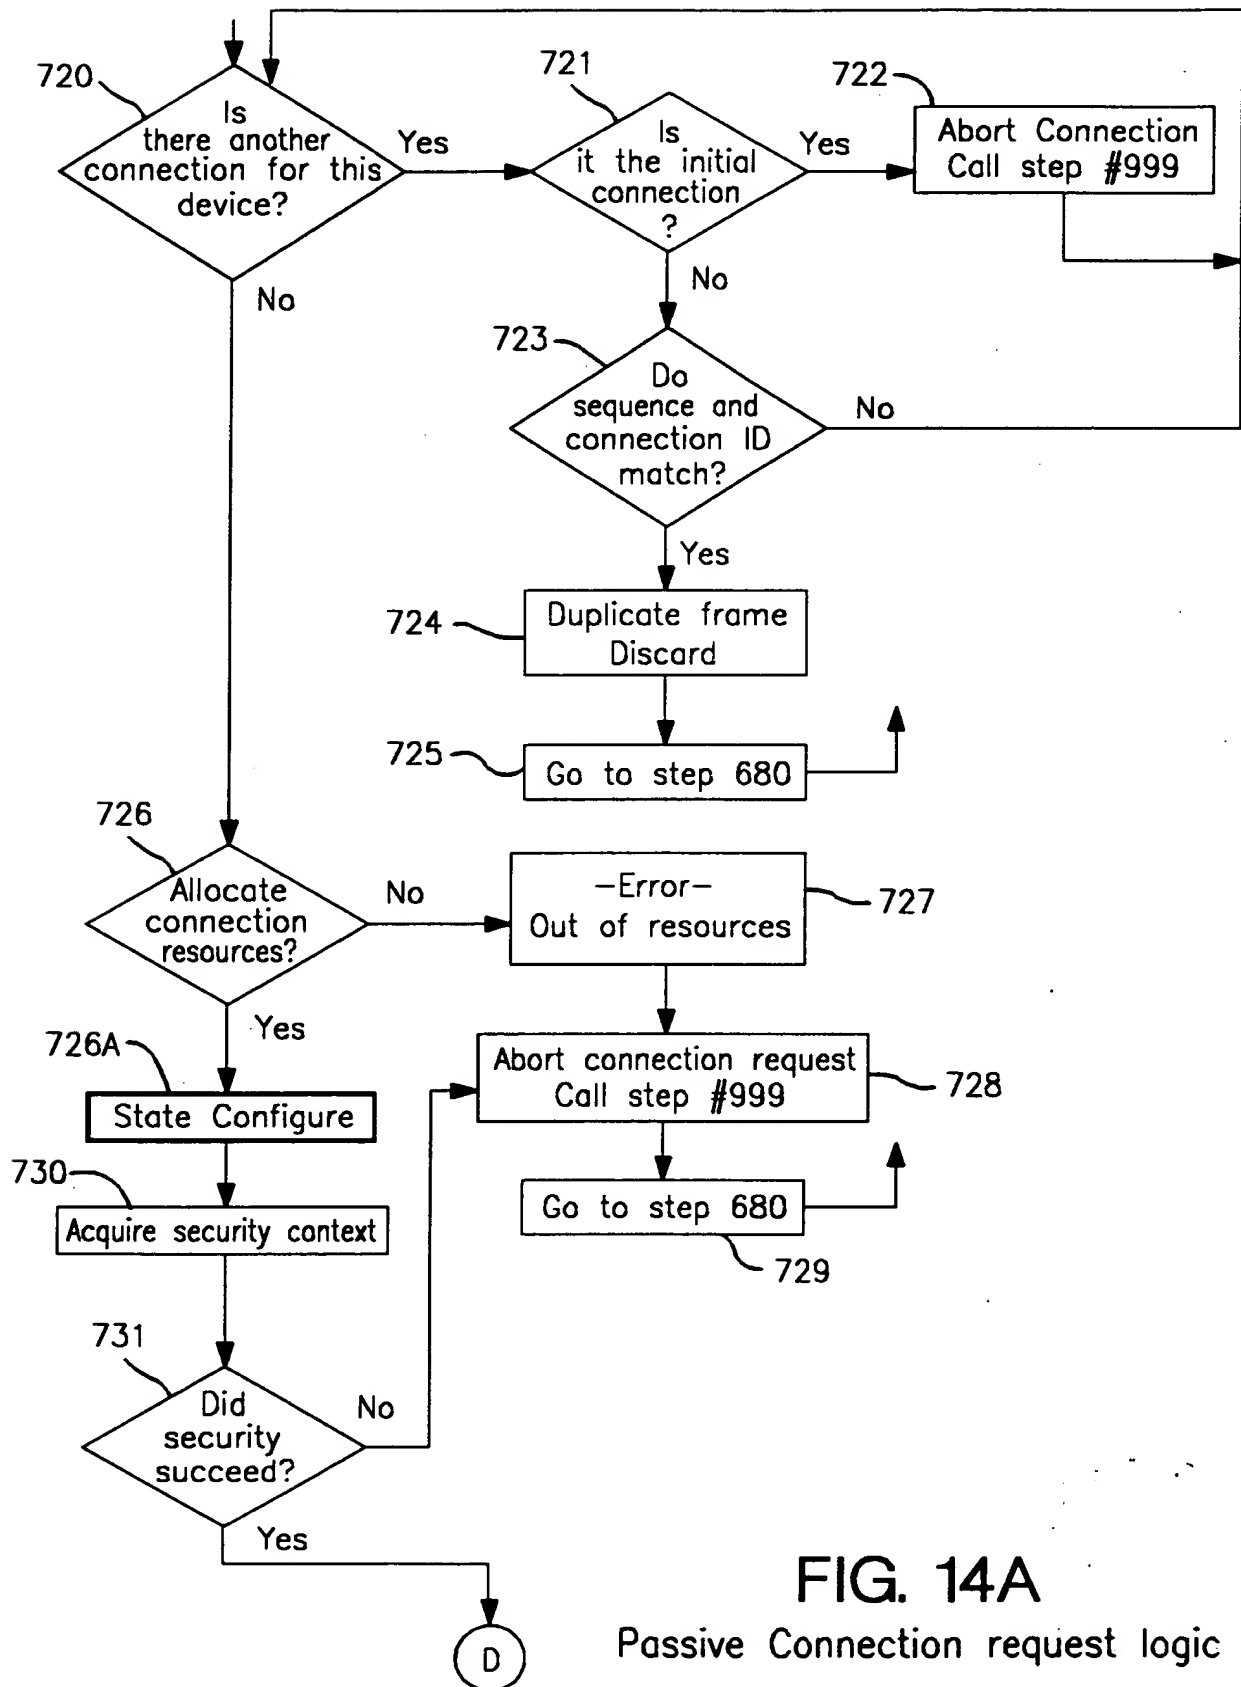 720
Is
there another
connection for this
device?
Yes
No
721
Is
it the initial
connection
?
Yes
No
722
Abort Connection
Call step #999
723
Do
sequence and
connection ID
match?
No
Yes
724
Duplicate frame
Discard
725
Go to step 680
726
Allocate
connection
resources?
No
Yes
-Error-
Out of resources
727
726A
State Configure
Abort connection request
Call step #999
728
730
Acquire security context
Go to step 680
729
731
Did
security
succeed?
No
Yes
D
FIG. 14A
Passive Connection request logic